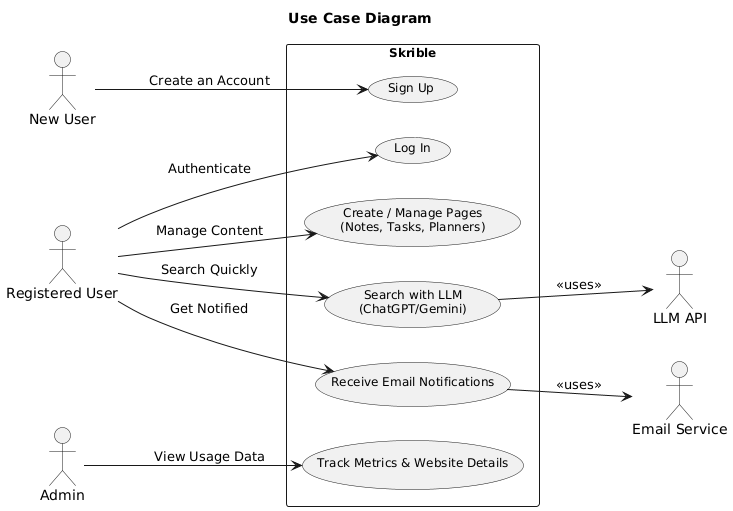 Use Case Diagram
Skrible
New User
Create an Account
Sign Up
Authenticate
Log In
Registered User
Manage Content
Create / Manage Pages
(Notes, Tasks, Planners)
Search Quickly
Search with LLM
(ChatGPT/Gemini)
«uses»
LLM API
Get Notified
Receive Email Notifications
«uses»
Email Service
Admin
View Usage Data
Track Metrics & Website Details